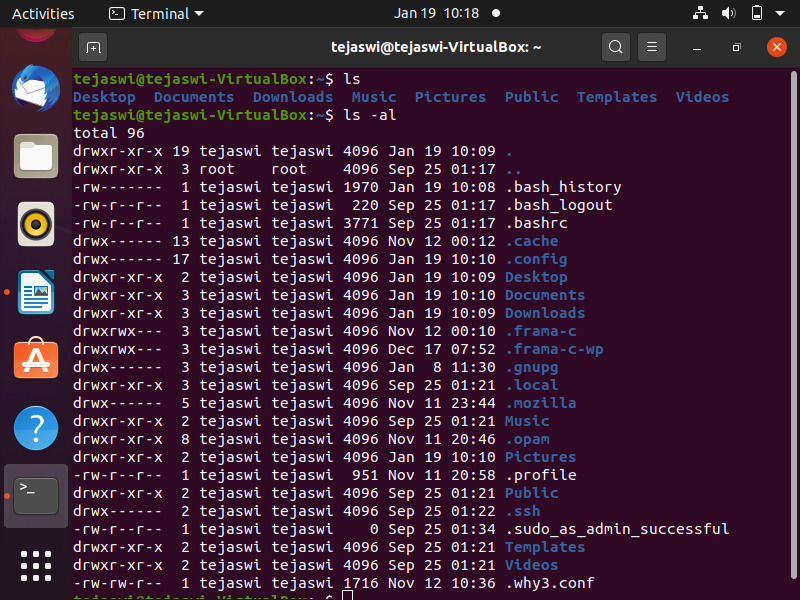 Activities Terminal Jan 19 10:18
tejaswi@tejaswi-VirtualBox: ~
tejaswi@tejaswi-VirtualBox:~$ ls
Desktop Documents Downloads Music Pictures Public Templates Videos
tejaswi@tejaswi-VirtualBox:~$ ls -al
total 96
drwxr-xr-x 19 tejaswi tejaswi 4096 Jan 19 10:09 .
drwxr-xr-x 3 root root 4096 Sep 25 01:17 ..
-rw------- 1 tejaswi tejaswi 1970 Jan 19 10:08 .bash_history
-rw-r--r-- 1 tejaswi tejaswi 220 Sep 25 01:17 .bash_logout
-rw-r--r-- 1 tejaswi tejaswi 3771 Sep 25 01:17 .bashrc
drwx------ 13 tejaswi tejaswi 4096 Nov 12 00:12 .cache
drwx------ 17 tejaswi tejaswi 4096 Jan 19 10:10 .config
drwxr-xr-x 2 tejaswi tejaswi 4096 Jan 19 10:09 Desktop
drwxr-xr-x 3 tejaswi tejaswi 4096 Jan 19 10:10 Documents
drwxr-xr-x 3 tejaswi tejaswi 4096 Jan 19 10:09 Downloads
drwxrwx--- 3 tejaswi tejaswi 4096 Nov 12 00:10 .frama-c
drwxrwx--- 3 tejaswi tejaswi 4096 Dec 17 07:52 .frama-c-wp
drwx------ 3 tejaswi tejaswi 4096 Jan 8 11:30 .gnupg
drwxr-xr-x 3 tejaswi tejaswi 4096 Sep 25 01:21 .local
drwx------ 5 tejaswi tejaswi 4096 Nov 11 23:44 .mozilla
drwxr-xr-x 2 tejaswi tejaswi 4096 Sep 25 01:21 Music
drwxr-xr-x 8 tejaswi tejaswi 4096 Nov 11 20:46 .opam
drwxr-xr-x 2 tejaswi tejaswi 4096 Jan 19 10:10 Pictures
-rw-r--r-- 1 tejaswi tejaswi 951 Nov 11 20:58 .profile
drwxr-xr-x 2 tejaswi tejaswi 4096 Sep 25 01:21 Public
drwx------ 2 tejaswi tejaswi 4096 Sep 25 01:22 .ssh
-rw-r--r-- 1 tejaswi tejaswi 0 Sep 25 01:34 .sudo_as_admin_successful
drwxr-xr-x 2 tejaswi tejaswi 4096 Sep 25 01:21 Templates
drwxr-xr-x 2 tejaswi tejaswi 4096 Sep 25 01:21 Videos
-rw-rw-r-- 1 tejaswi tejaswi 1716 Nov 12 10:36 .why3.conf
tejaswi@tejaswi-VirtualBox:~$